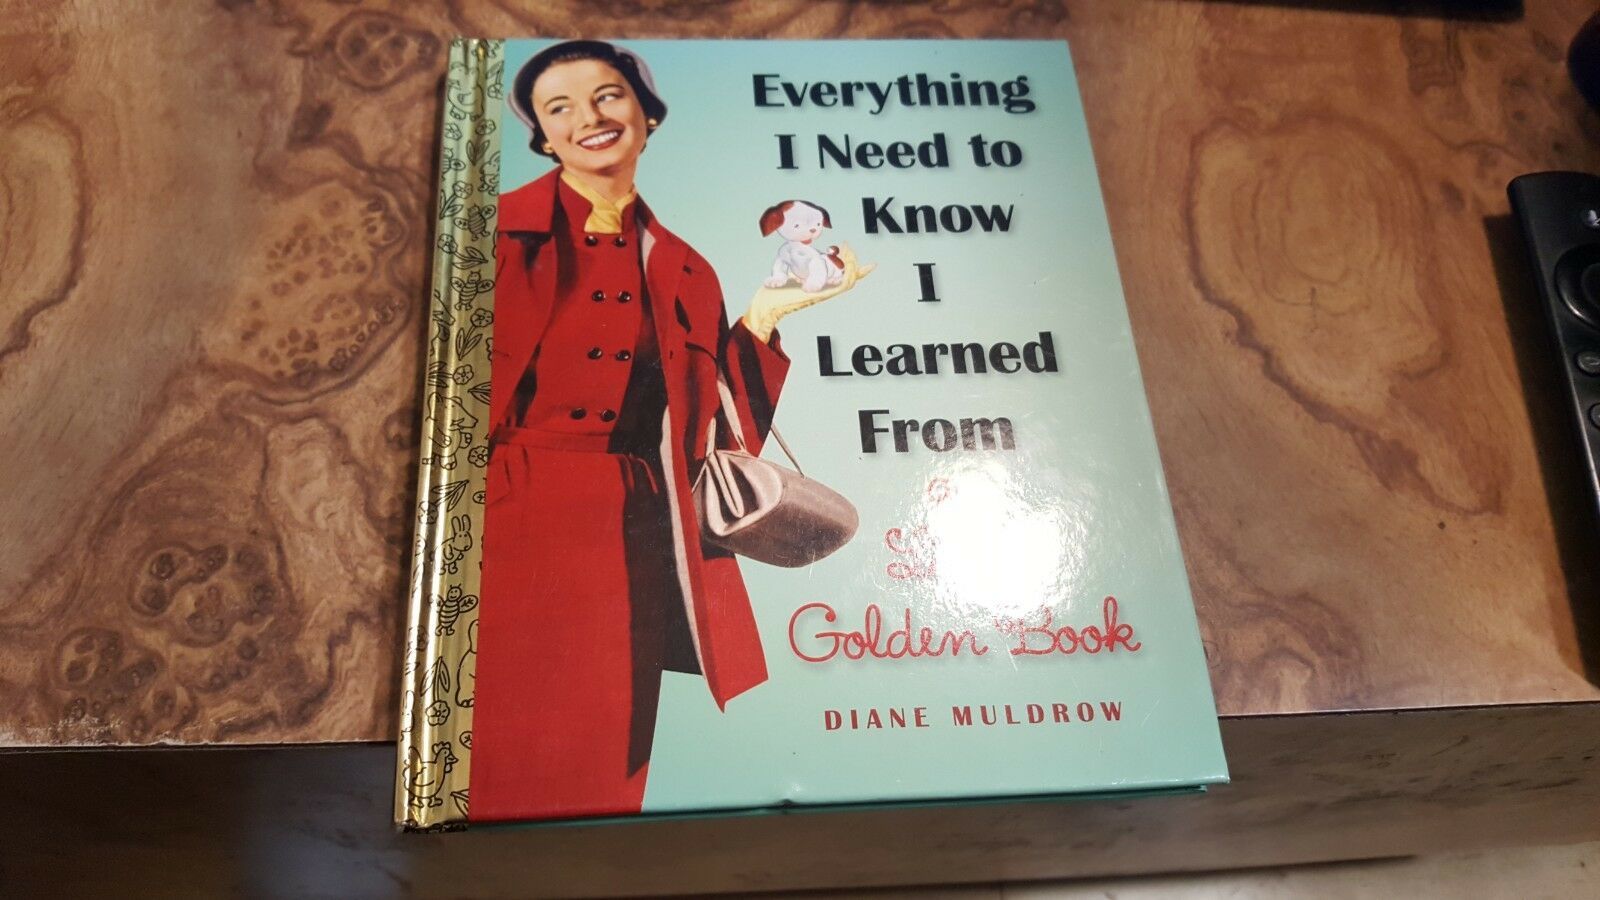 Everything
I Need to
Know
I
Learned
From
Golden Book
DIANE MULDROW